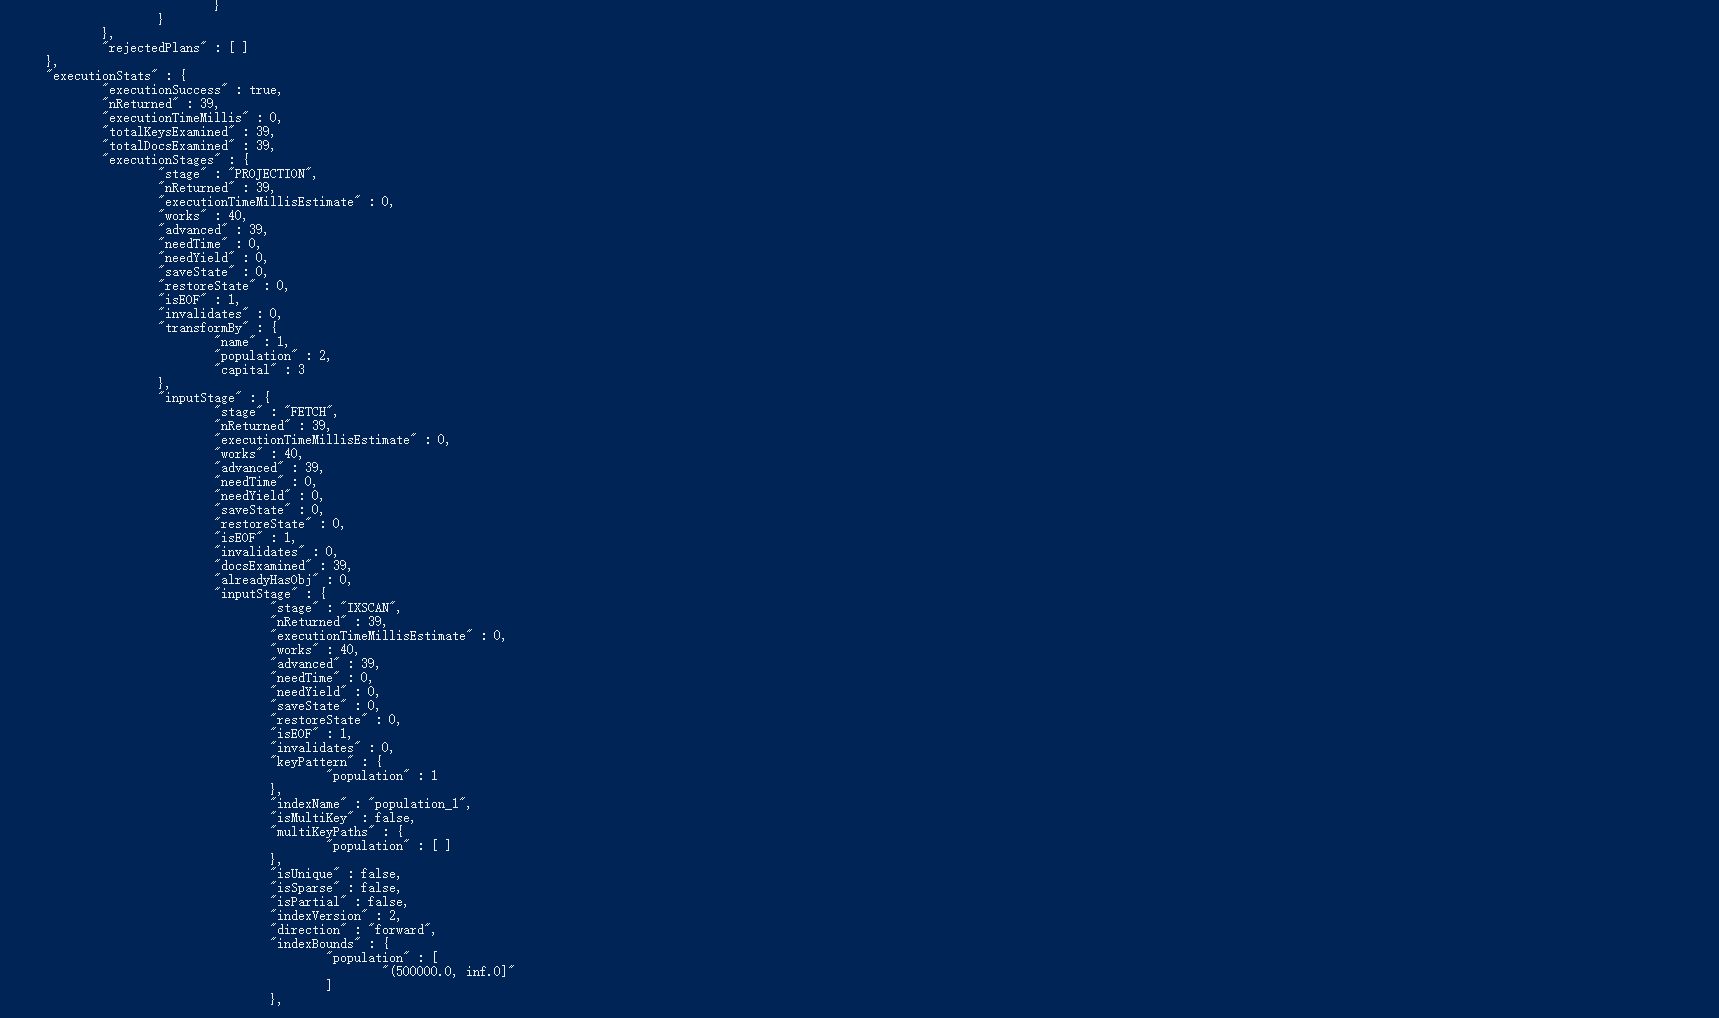 }
}
},
"rejectedPlans" : [ ]
},
"executionStats" : {
"executionSuccess" : true,
"nReturned" : 39,
"executionTimeMillis" : 0,
"totalKeysExamined" : 39,
"totalDocsExamined" : 39,
"executionStages" : {
"stage" : "PROJECTION",
"nReturned" : 39,
"executionTimeMillisEstimate" : 0,
"works" : 40,
"advanced" : 39,
"needTime" : 0,
"needYield" : 0,
"saveState" : 0,
"restoreState" : 0,
"isEOF" : 1,
"invalidates" : 0,
"transformBy" : {
"name" : 1,
"population" : 2,
"capital" : 3
},
"inputStage" : {
"stage" : "FETCH",
"nReturned" : 39,
"executionTimeMillisEstimate" : 0,
"works" : 40,
"advanced" : 39,
"needTime" : 0,
"needYield" : 0,
"saveState" : 0,
"restoreState" : 0,
"isEOF" : 1,
"invalidates" : 0,
"docsExamined" : 39,
"alreadyHasObj" : 0,
"inputStage" : {
"stage" : "IXSCAN",
"nReturned" : 39,
"executionTimeMillisEstimate" : 0,
"works" : 40,
"advanced" : 39,
"needTime" : 0,
"needYield" : 0,
"saveState" : 0,
"restoreState" : 0,
"isEOF" : 1,
"invalidates" : 0,
"keyPattern" : {
"population" : 1
},
"indexName" : "population_1",
"isMultiKey" : false,
"multiKeyPaths" : {
"population" : [ ]
},
"isUnique" : false,
"isSparse" : false,
"isPartial" : false,
"indexVersion" : 2,
"direction" : "forward",
"indexBounds" : {
"population" : [
"(500000.0, inf.0]"
]
},